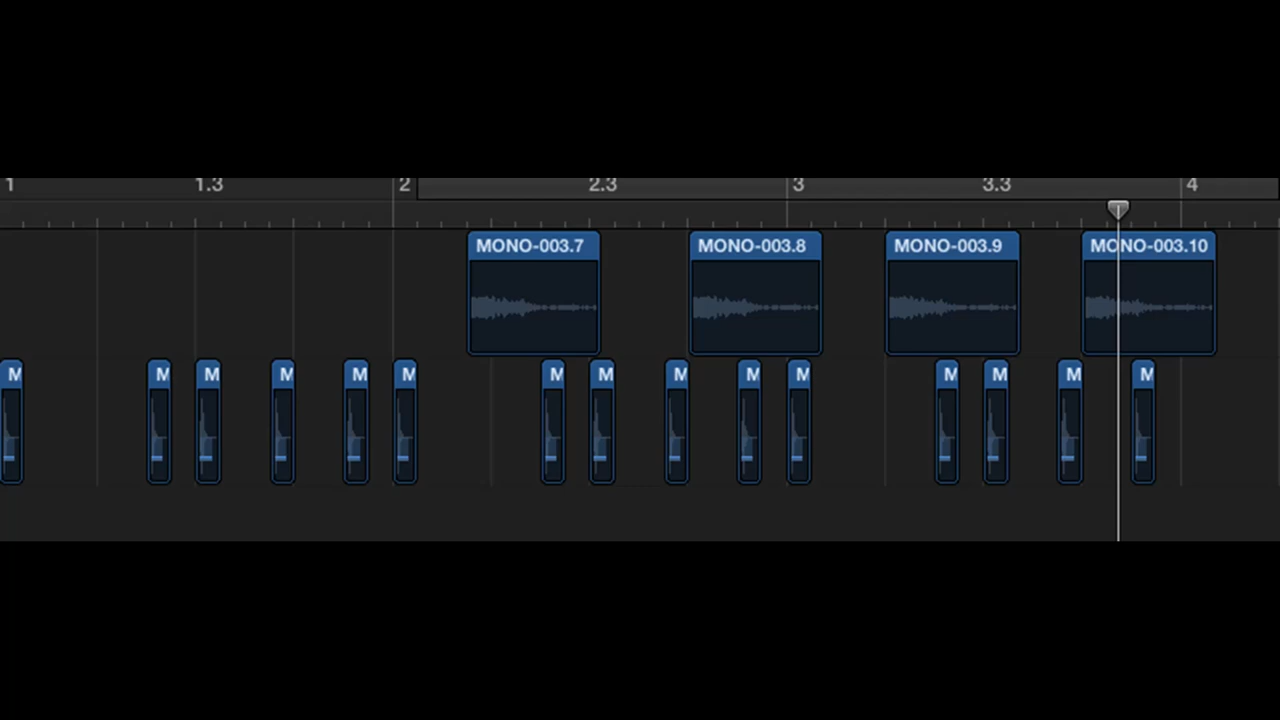 1 1.3 2 2.3 3 3.3 4
MONO-003.7 MONO-003.8 MONO-003.9 MONO-003.10
M M M M M M M M M M M M M M M